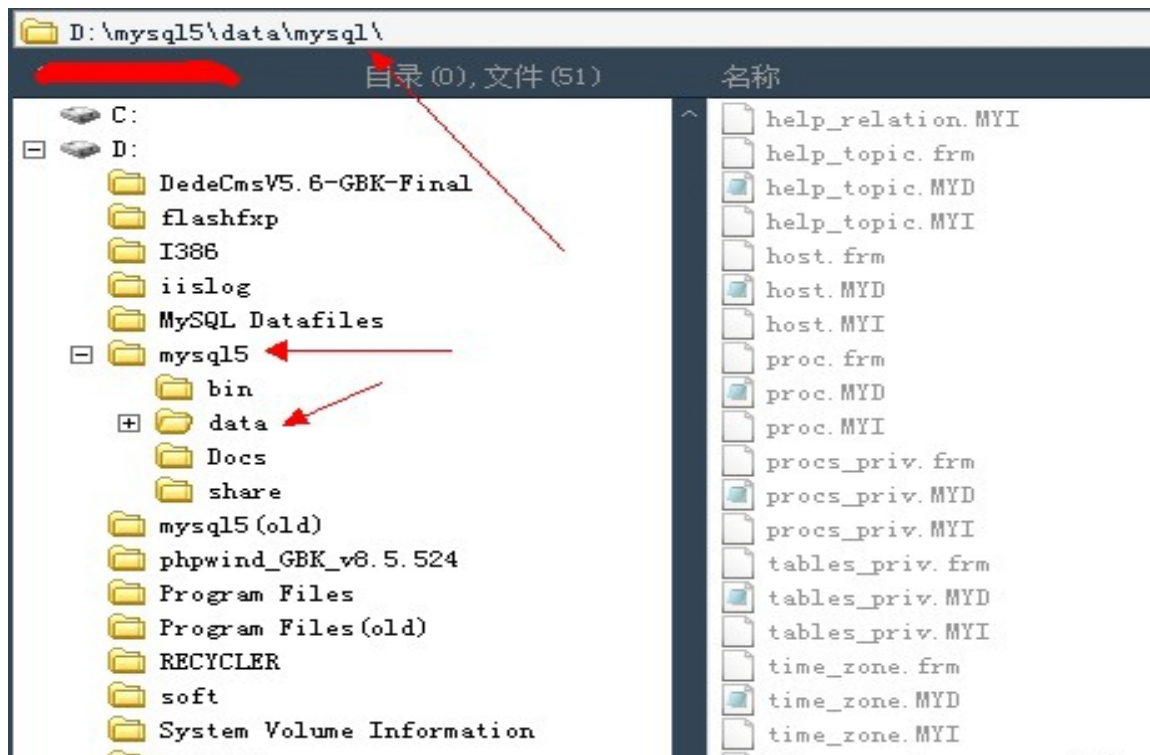 D:\mysql5\data\mysql\
目录(0),文件(51)
名称
C:
D:
DedeCmsV5.6-GBK-Final
flashfxp
I386
iislog
MySQL Datafiles
mysql5
bin
data
Docs
share
mysql5(old)
phpwind_GBK_v8.5.524
Program Files
Program Files(old)
RECYCLER
soft
System Volume Information
help_relation.MYI
help_topic.frm
help_topic.MYD
help_topic.MYI
host.frm
host.MYD
host.MYI
proc.frm
proc.MYD
proc.MYI
procs_priv.frm
procs_priv.MYD
procs_priv.MYI
tables_priv.frm
tables_priv.MYD
tables_priv.MYI
time_zone.frm
time_zone.MYD
time_zone.MYI